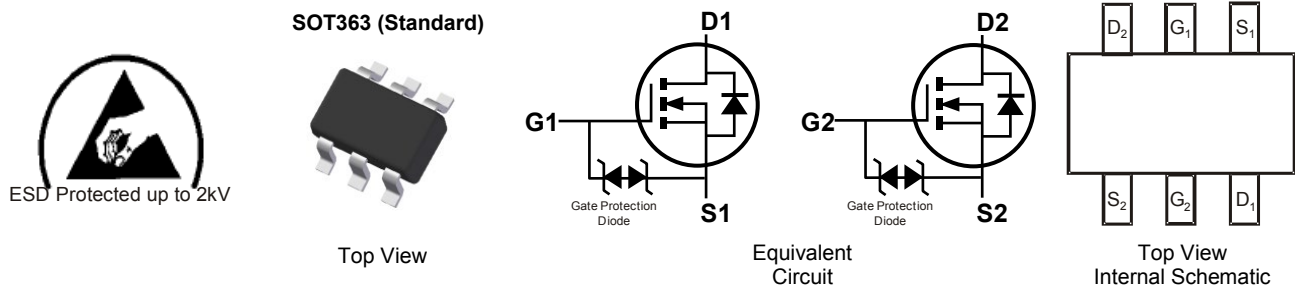 SOT363 (Standard)
ESD Protected up to 2kV
Top View
D1
G1
Gate Protection
Diode
S1
D2
G2
Gate Protection
Diode
S2
Equivalent
Circuit
D₂ G₁ S₁
S₂ G₂ D₁
Top View
Internal Schematic